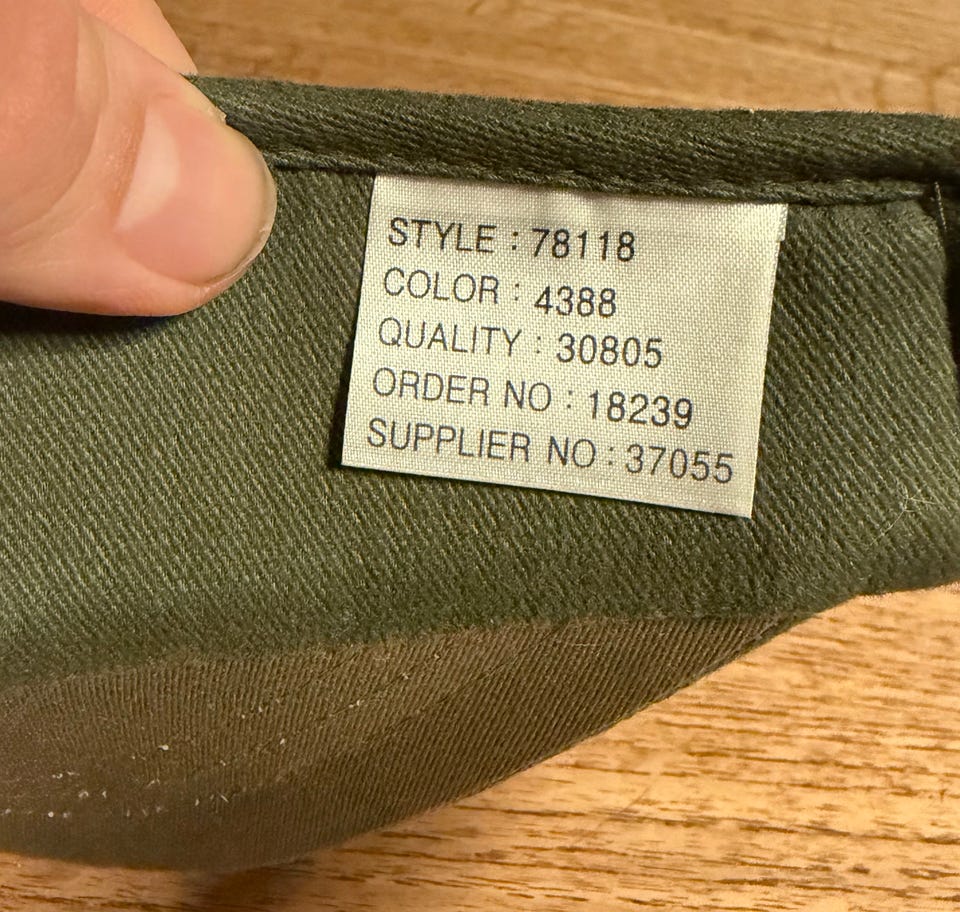 STYLE : 78118
COLOR : 4388
QUALITY : 30805
ORDER NO : 18239
SUPPLIER NO : 37055